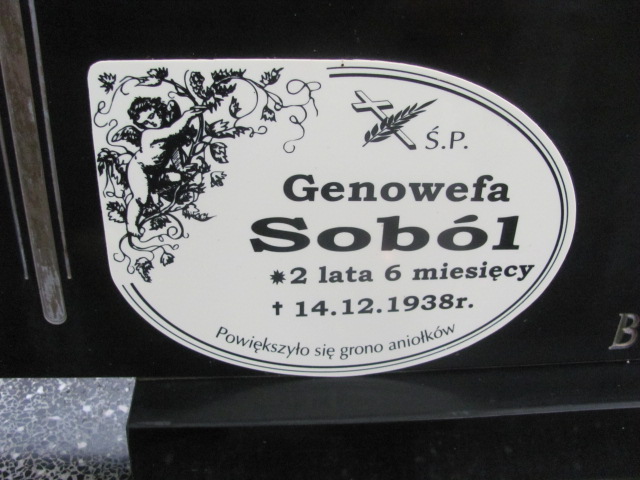 Ś.P.
Genowefa
Soból
✷2 lata 6 miesięcy
† 14.12.1938r.
Powiększyło się grono aniołków
B